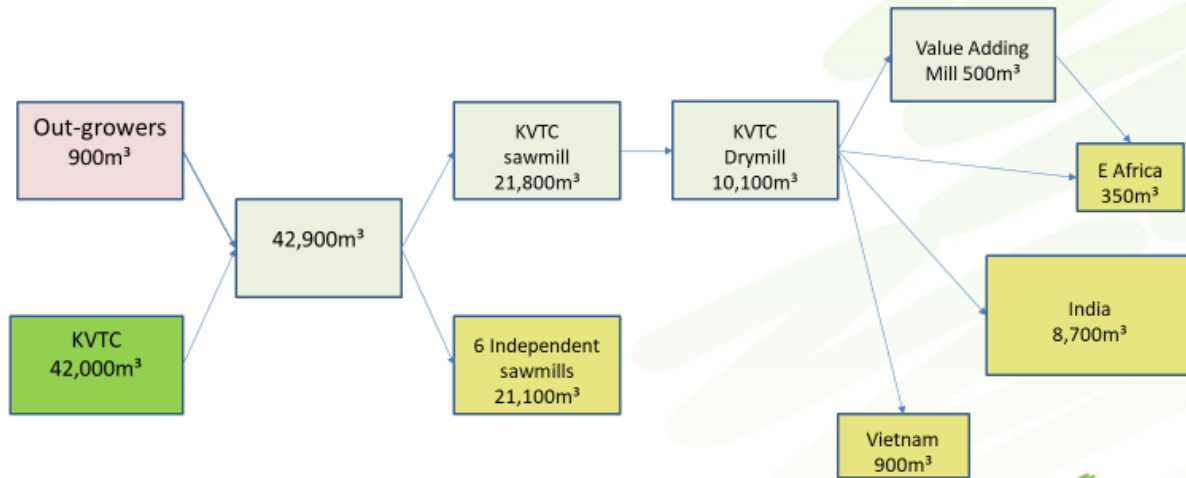 Out-growers
900m³
KVTC
42,000m³
42,900m³
KVTC
sawmill
21,800m³
6 Independent
sawmills
21,100m³
KVTC
Drymill
10,100m³
Value Adding
Mill 500m³
E Africa
350m³
India
8,700m³
Vietnam
900m³